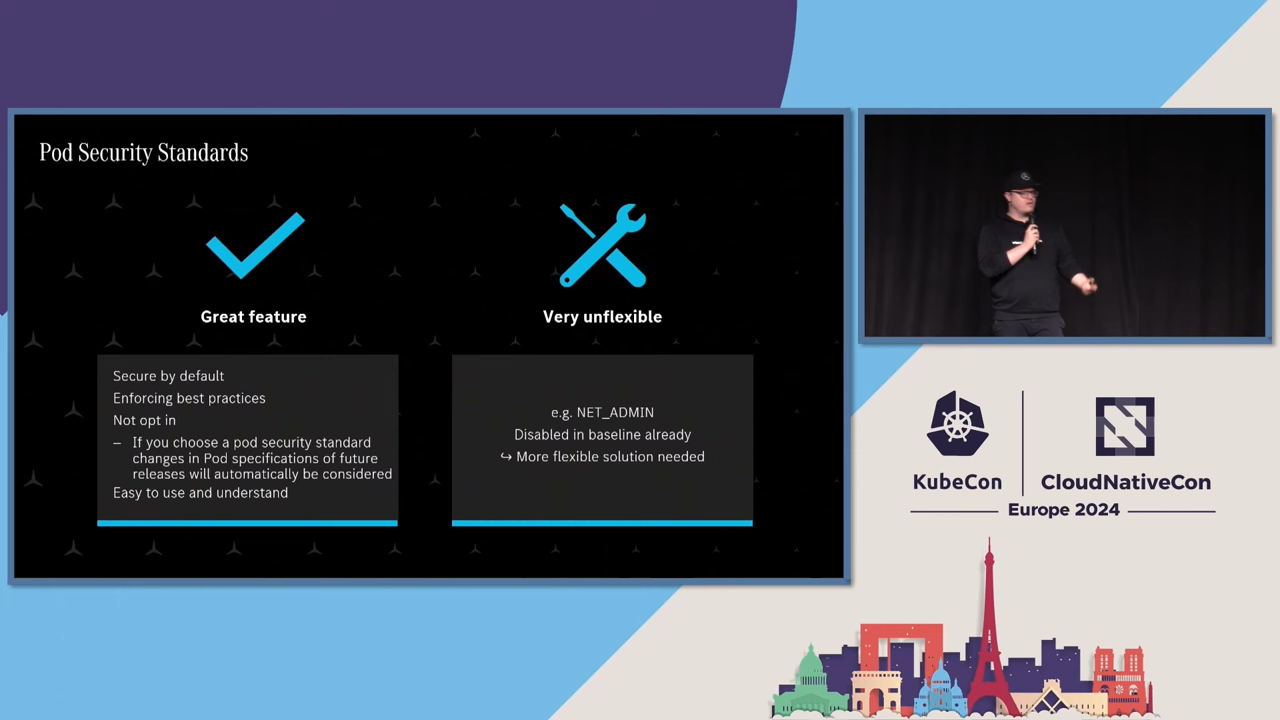 Pod Security Standards
Great feature
Secure by default
Enforcing best practices
Not opt in
– If you choose a pod security standard
changes in Pod specifications of future
releases will automatically be considered
Easy to use and understand
Very unflexible
e.g. NET_ADMIN
Disabled in baseline already
↪ More flexible solution needed
KubeCon
CloudNativeCon
Europe 2024